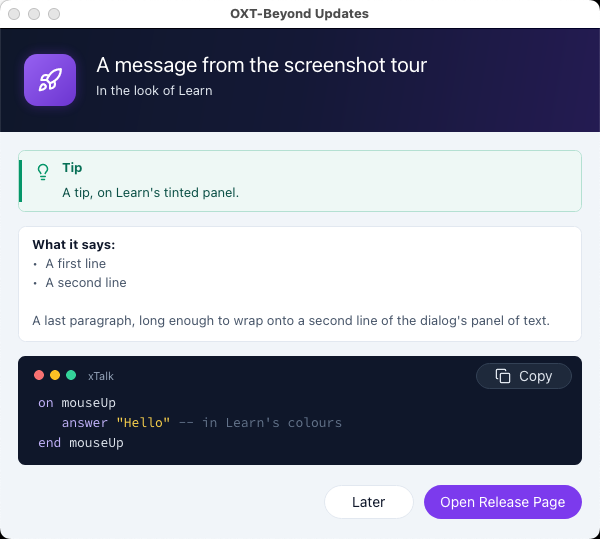 OXT-Beyond Updates
A message from the screenshot tour
In the look of Learn
Tip
A tip, on Learn's tinted panel.
What it says:
• A first line
• A second line
A last paragraph, long enough to wrap onto a second line of the dialog's panel of text.
xTalk
Copy
on mouseUp
   answer "Hello" -- in Learn's colours
end mouseUp
Later
Open Release Page